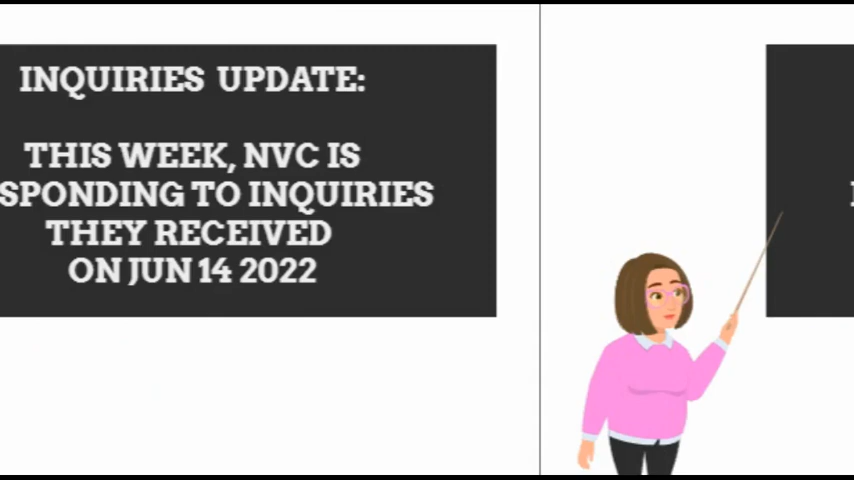 INQUIRIES UPDATE:
THIS WEEK, NVC IS
SPONDING TO INQUIRIES
THEY RECEIVED
ON JUN 14 2022